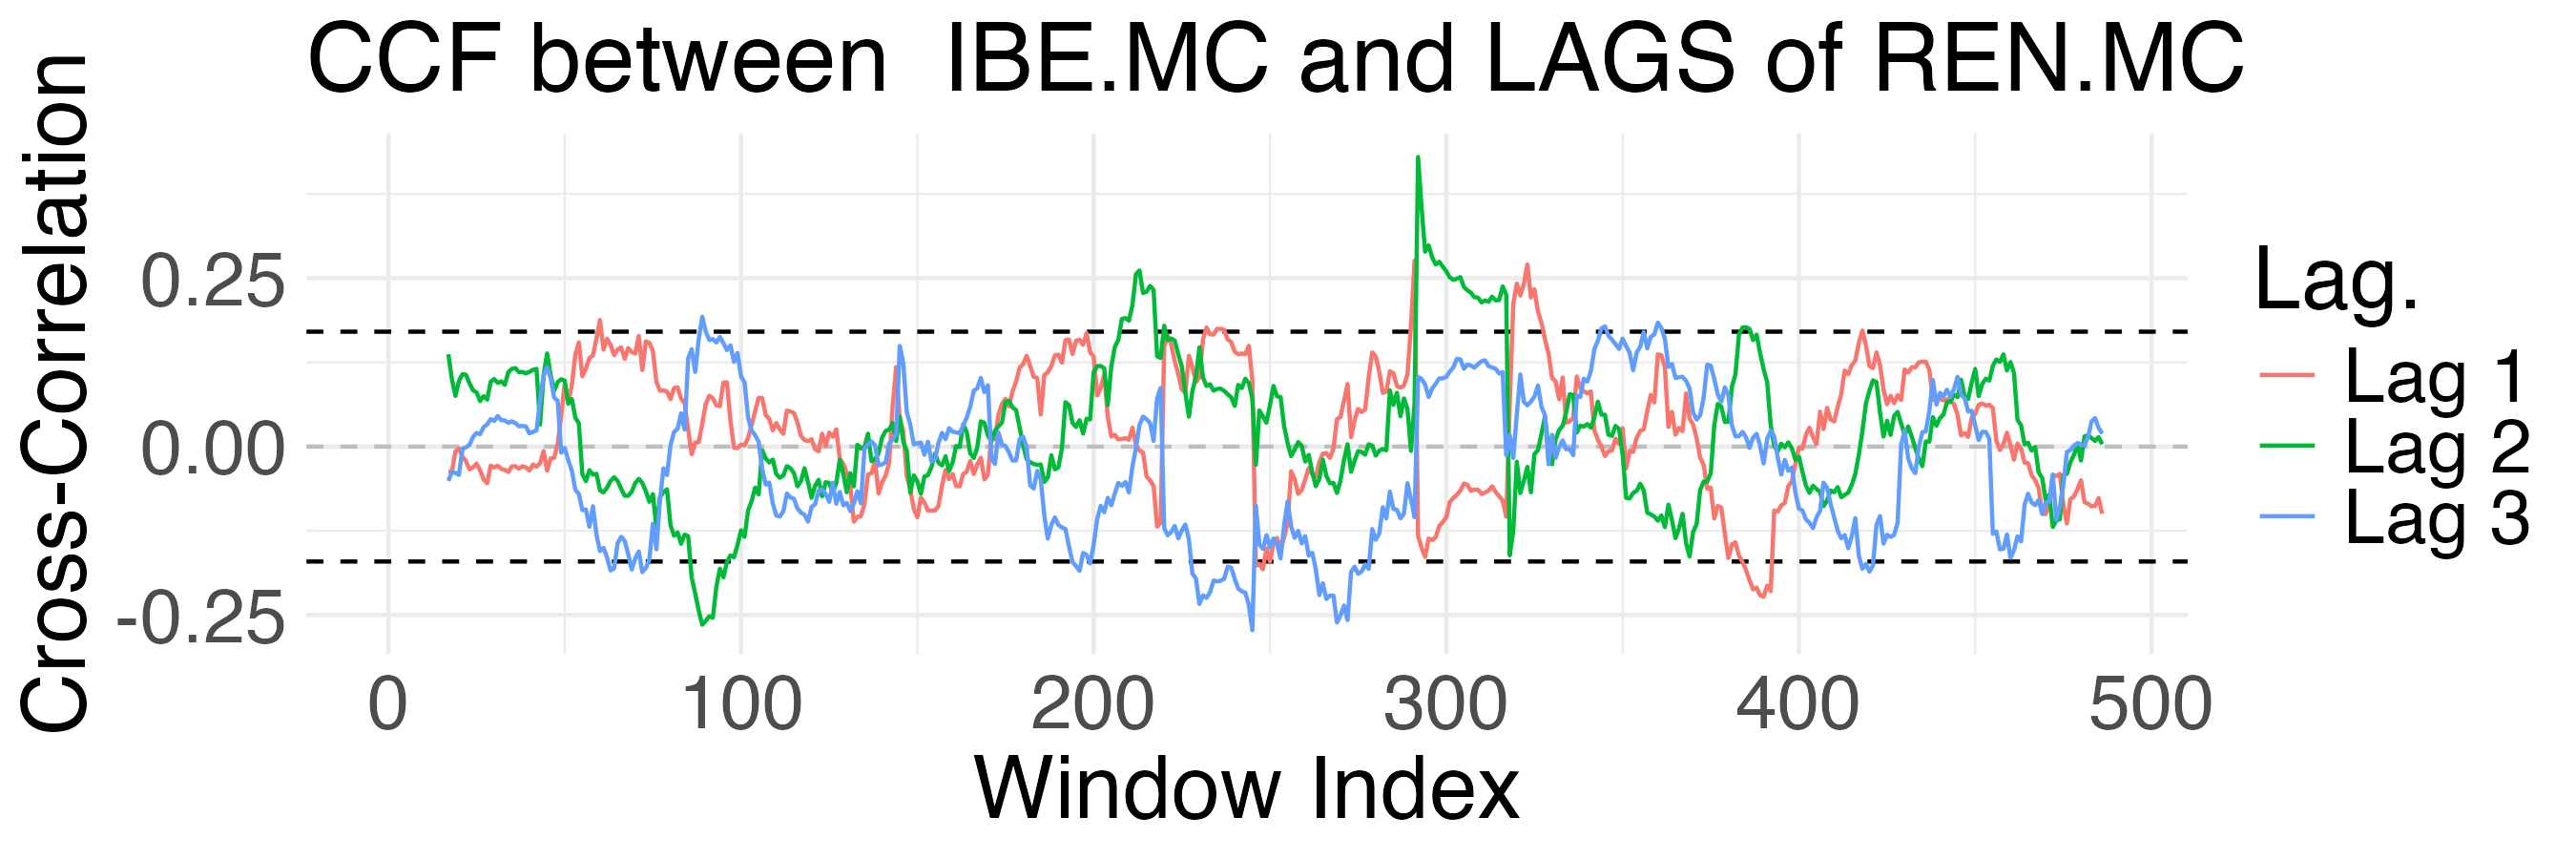 CCF between  IBE.MC and LAGS of REN.MC
Cross-Correlation
0.25
0.00
-0.25
0 100 200 300 400 500
Window Index
Lag.
Lag 1
Lag 2
Lag 3